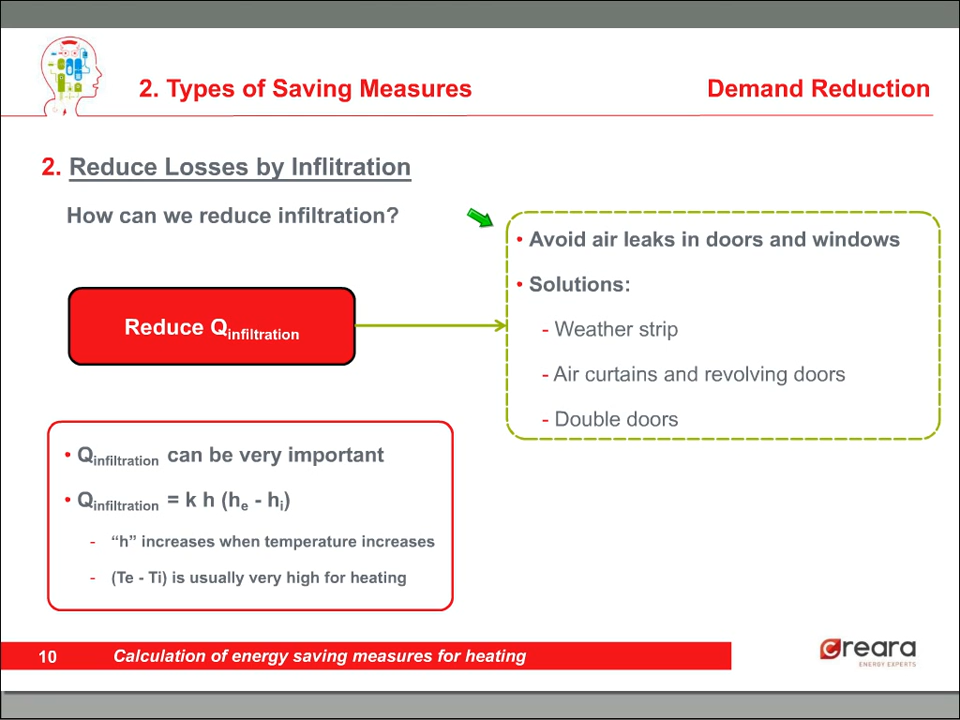 2. Types of Saving Measures
Demand Reduction
2. Reduce Losses by Inflitration
How can we reduce infiltration?
• Avoid air leaks in doors and windows
• Solutions:
- Weather strip
- Air curtains and revolving doors
- Double doors
Reduce Qinfiltration
• Qinfiltration can be very important
• Qinfiltration = k h (he - hi)
- “h” increases when temperature increases
- (Te - Ti) is usually very high for heating
10 Calculation of energy saving measures for heating
Creara
ENERGY EXPERTS